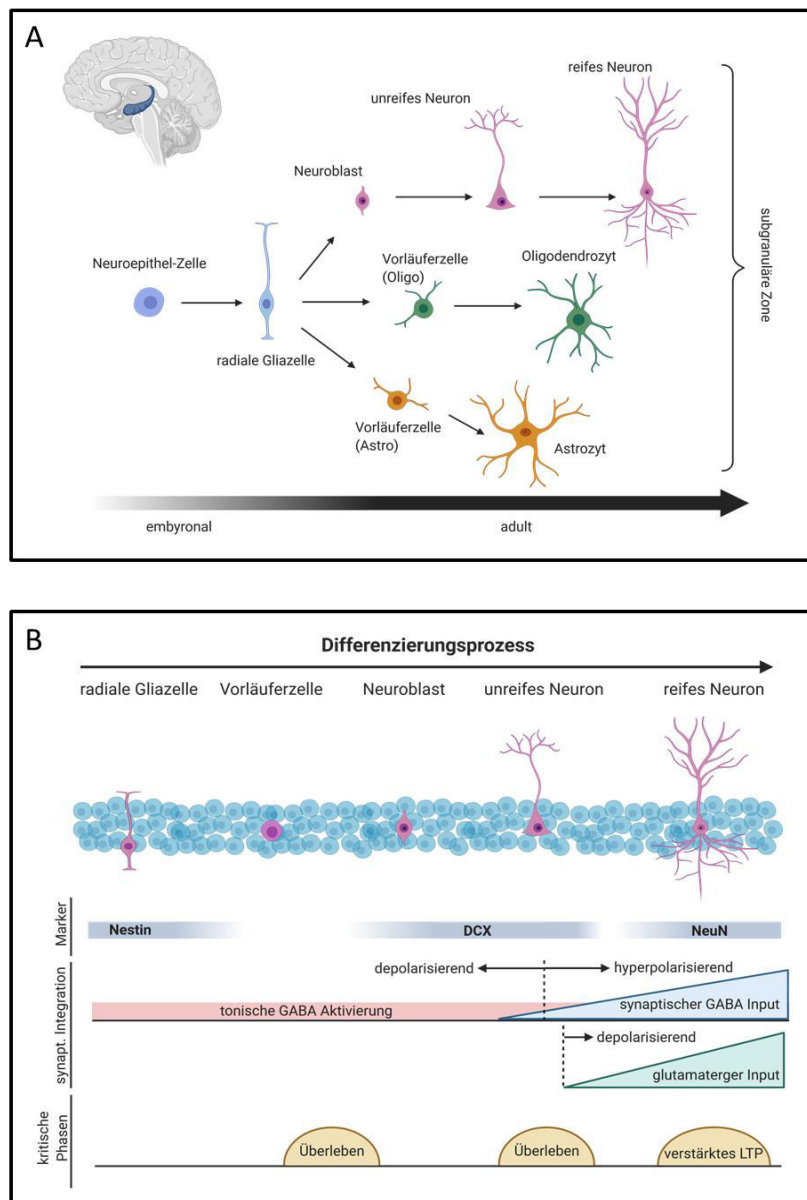 A
reifes Neuron
unreifes Neuron
Neuroblast
Neuroepithel-Zelle
Vorläuferzelle
(Oligo)
Oligodendrozyt
radiale Gliazelle
Vorläuferzelle
(Astro)
Astrozyt
subgranuläre Zone
embyronal
adult
B
Differenzierungsprozess
radiale Gliazelle
Vorläuferzelle
Neuroblast
unreifes Neuron
reifes Neuron
Marker
Nestin
DCX
NeuN
synapt. Integration
depolarisierend
hyperpolarisierend
tonische GABA Aktivierung
synaptischer GABA Input
depolarisierend
glutamaterger Input
kritische
Phasen
Überleben
Überleben
verstärktes LTP